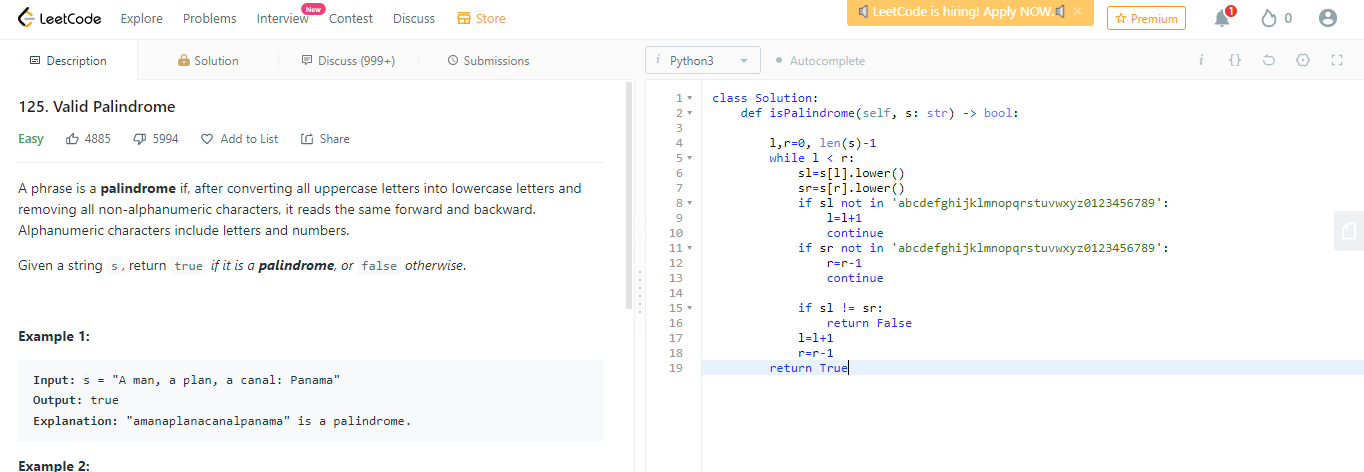 LeetCode Explore Problems Interview New Contest Discuss Store LeetCode is hiring! Apply NOW. × Premium 1 0
Description Solution Discuss (999+) Submissions
i Python3 Autocomplete i {}
125. Valid Palindrome
Easy 4885 5994 Add to List Share
A phrase is a palindrome if, after converting all uppercase letters into lowercase letters and
removing all non-alphanumeric characters, it reads the same forward and backward.
Alphanumeric characters include letters and numbers.
Given a string s, return true if it is a palindrome, or false otherwise.
Example 1:
Input: s = "A man, a plan, a canal: Panama"
Output: true
Explanation: "amanaplanacanalpanama" is a palindrome.
Example 2:
1 class Solution:
2 def isPalindrome(self, s: str) -> bool:
3
4 l,r=0, len(s)-1
5 while l < r:
6 sl=s[l].lower()
7 sr=s[r].lower()
8 if sl not in 'abcdefghijklmnopqrstuvwxyz0123456789':
9 l=l+1
10 continue
11 if sr not in 'abcdefghijklmnopqrstuvwxyz0123456789':
12 r=r-1
13 continue
14
15 if sl != sr:
16 return False
17 l=l+1
18 r=r-1
19 return True